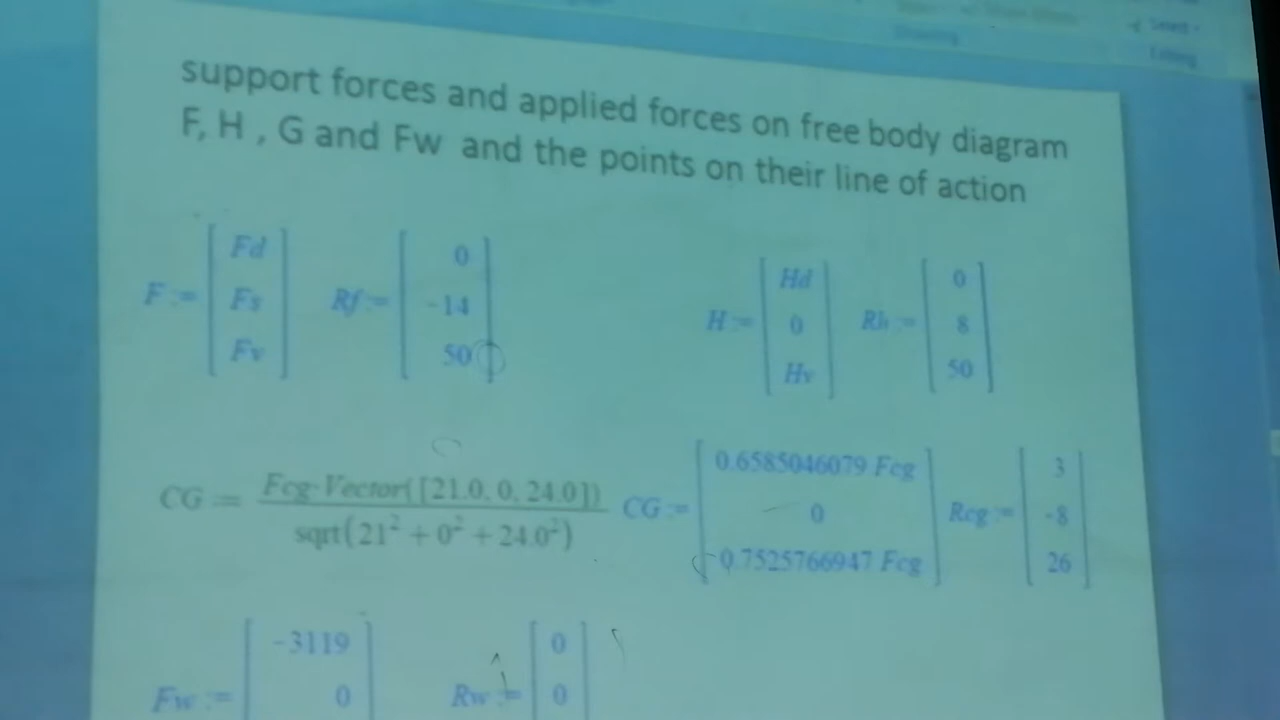 support forces and applied forces on free body diagram
F, H , G and Fw and the points on their line of action
F := [ Fd Fs Fv ] Rf := [ 0 -14 50 ] H := [ Hd 0 Hv ] Rh := [ 0 8 50 ]
CG = Fcg·Vector([21.0, 0, 24.0]) / sqrt(21² + 0² + 24.0²) CG := [ 0.6585046079 Fcg 0 0.7525766947 Fcg ] Rcg := [ 3 -8 26 ]
Fw := [ -3119 0 Rw := [ 0 0